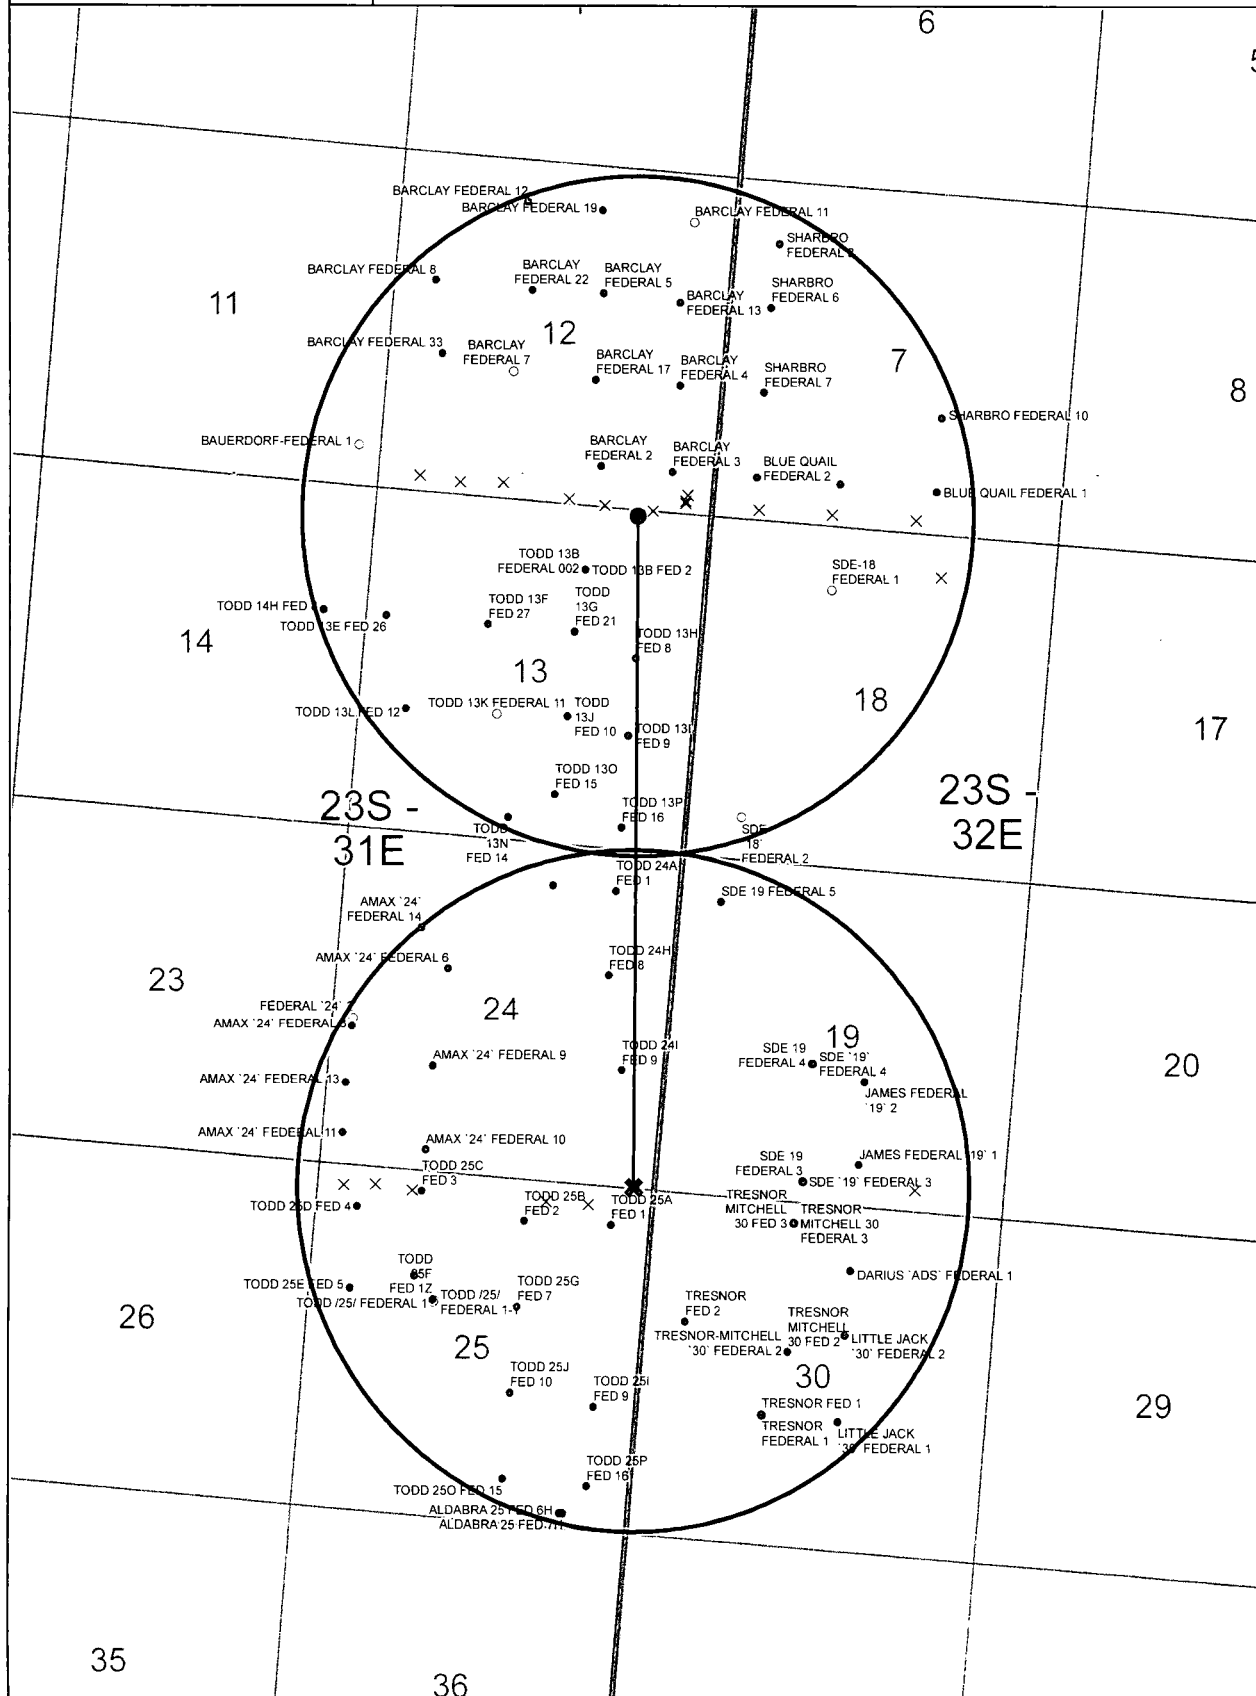 6
BARCLAY FEDERAL 12
BARCLAY FEDERAL 19
BARCLAY FEDERAL 11
SHARBRO
FEDERAL
BARCLAY FEDERAL 8
BARCLAY
FEDERAL 22
BARCLAY
FEDERAL 5
SHARBRO
FEDERAL 6
BARCLAY
FEDERAL 13
11
12
BARCLAY FEDERAL 33
BARCLAY
FEDERAL 7
BARCLAY
FEDERAL 17
BARCLAY
FEDERAL 4
SHARBRO
FEDERAL 7
7
8
SHARBRO FEDERAL 10
BAUERDORF-FEDERAL 1
BARCLAY
FEDERAL 2
BARCLAY
FEDERAL 3
BLUE QUAIL
FEDERAL 2
BLUE QUAIL FEDERAL 1
TODD 13B
FEDERAL 002
TODD 13B FED 2
SDE-18
FEDERAL 1
TODD 14H FED
TODD 13E FED 26
TODD 13F
FED 27
TODD
13G
FED 21
TODD 13H
FED 8
14
13
18
17
TODD 13L FED 12
TODD 13K FEDERAL 11
TODD
13J
FED 10
TODD 13I
FED 9
TODD 13O
FED 15
TODD 13P
FED 16
23S -
31E
23S -
32E
TODD
13N
FED 14
SDE
'18'
FEDERAL 2
TODD 24A
FED 1
SDE 19 FEDERAL 5
AMAX '24'
FEDERAL 14
AMAX '24' FEDERAL 6
TODD 24H
FED 8
23
24
FEDERAL '24'
AMAX '24' FEDERAL
AMAX '24' FEDERAL 9
TODD 24I
FED 9
19
SDE 19
FEDERAL 4
SDE '19'
FEDERAL 4
JAMES FEDERAL
'19' 2
20
AMAX '24' FEDERAL 13
AMAX '24' FEDERAL 11
AMAX '24' FEDERAL 10
TODD 25C
FED 3
SDE 19
FEDERAL 3
JAMES FEDERAL '19' 1
SDE '19' FEDERAL 3
TODD 25D FED 4
TODD 25B
FED 2
TODD 25A
FED 1
TRESNOR
MITCHELL
30 FED 3
TRESNOR
MITCHELL 30
FEDERAL 3
TODD
25F
FED 1Z
TODD 25E FED 5
TODD /25/ FEDERAL 1
TODD /25/
FEDERAL 1-Y
TODD 25G
FED 7
DARIUS 'ADS' FEDERAL 1
26
25
TRESNOR
FED 2
TRESNOR-MITCHELL
'30' FEDERAL 2
TRESNOR
MITCHELL
30 FED 2
LITTLE JACK
'30' FEDERAL 2
30
29
TODD 25J
FED 10
TODD 25I
FED 9
TRESNOR FED 1
TRESNOR
FEDERAL 1
LITTLE JACK
'30' FEDERAL 1
TODD 25P
FED 16
TODD 25O FED 15
ALDABRA 25 FED 6H
ALDABRA 25 FED 7H
35
36